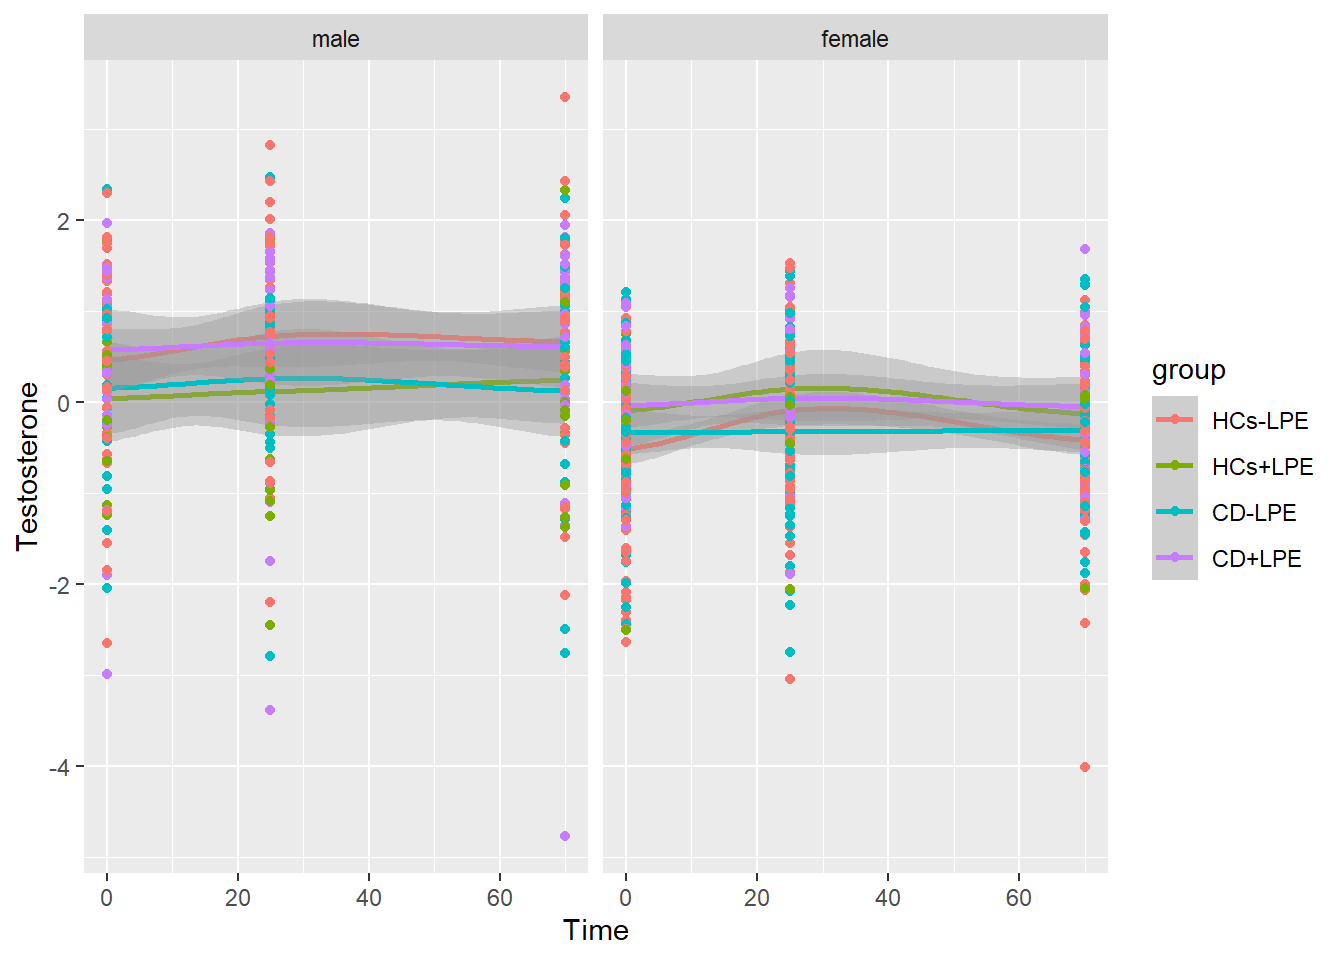 male
female
Testosterone
2
0
-2
-4
0
20
40
60
0
20
40
60
Time
group
HCs-LPE
HCs+LPE
CD-LPE
CD+LPE